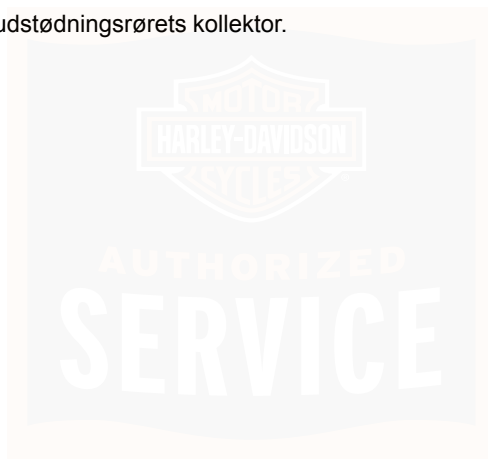 udstødningsrørets kollektor.
MOTOR
HARLEY-DAVIDSON
CYCLES
AUTHORIZED
SERVICE